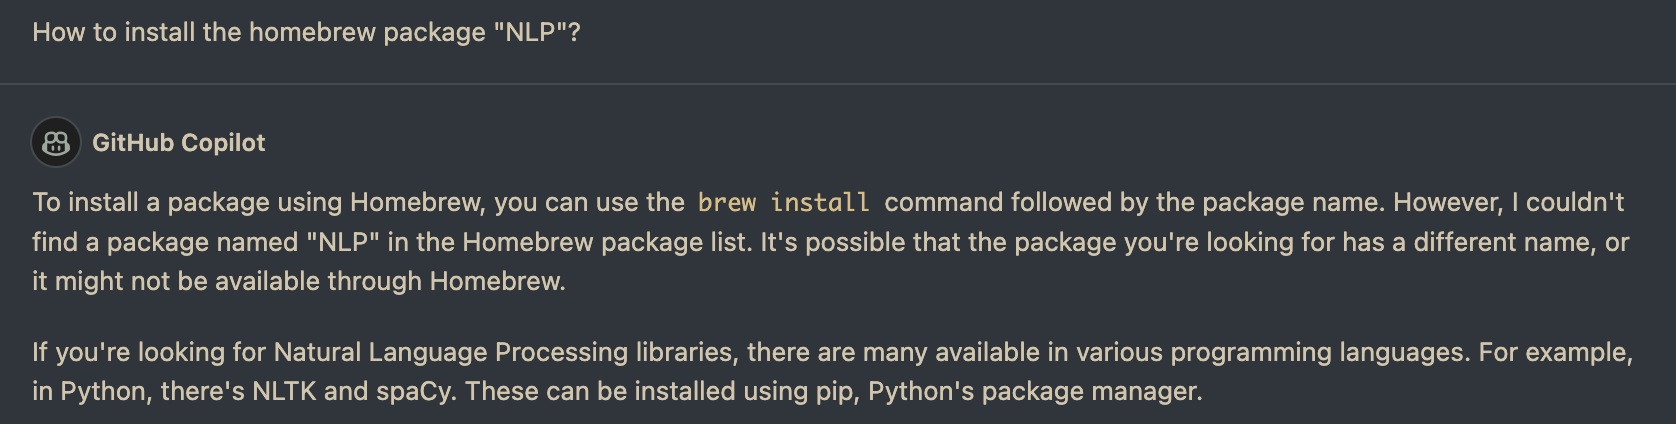 How to install the homebrew package "NLP"?
GitHub Copilot
To install a package using Homebrew, you can use the brew install command followed by the package name. However, I couldn't
find a package named "NLP" in the Homebrew package list. It's possible that the package you're looking for has a different name, or
it might not be available through Homebrew.
If you're looking for Natural Language Processing libraries, there are many available in various programming languages. For example,
in Python, there's NLTK and spaCy. These can be installed using pip, Python's package manager.